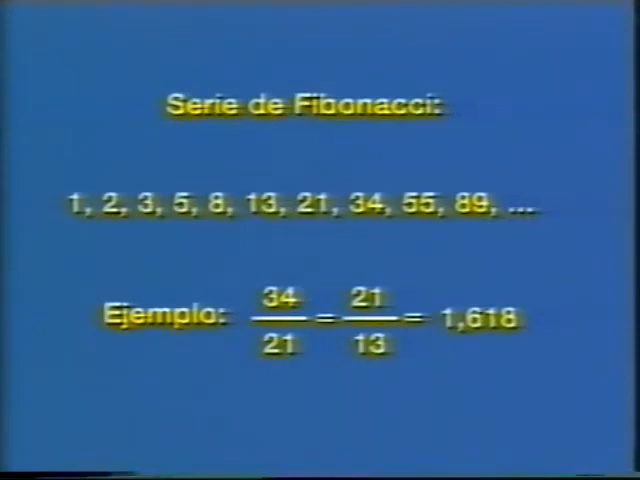 Serie de Fibonacci:
1, 2, 3, 5, 8, 13, 21, 34, 55, 89, ...
Ejemplo: 34/21 = 21/13 = 1,618